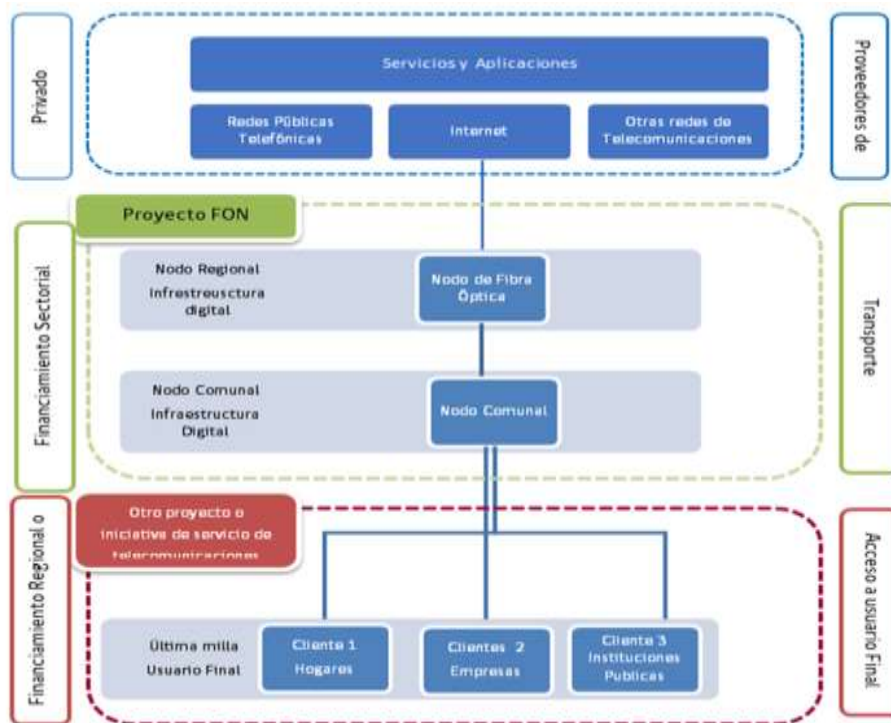 Privado
Servicios y Aplicaciones
Redes Públicas
Telefónicas
Internet
Otras redes de
Telecomunicaciones
Proveedores de
Proyecto FON
Financiamiento Sectorial
Nodo Regional
Infrestreusctura
digital
Nodo de Fibra
Óptica
Nodo Comunal
Infraestructura
Digital
Nodo Comunal
Transporte
Financiamiento Regional o
Otro proyecto o
iniciativa de servicio de
telecomunicaciones
Última milla
Usuario Final
Cliente 1
Hogares
Clientes 2
Empresas
Cliente 3
Instituciones
Publicas
Acceso a usuario Final